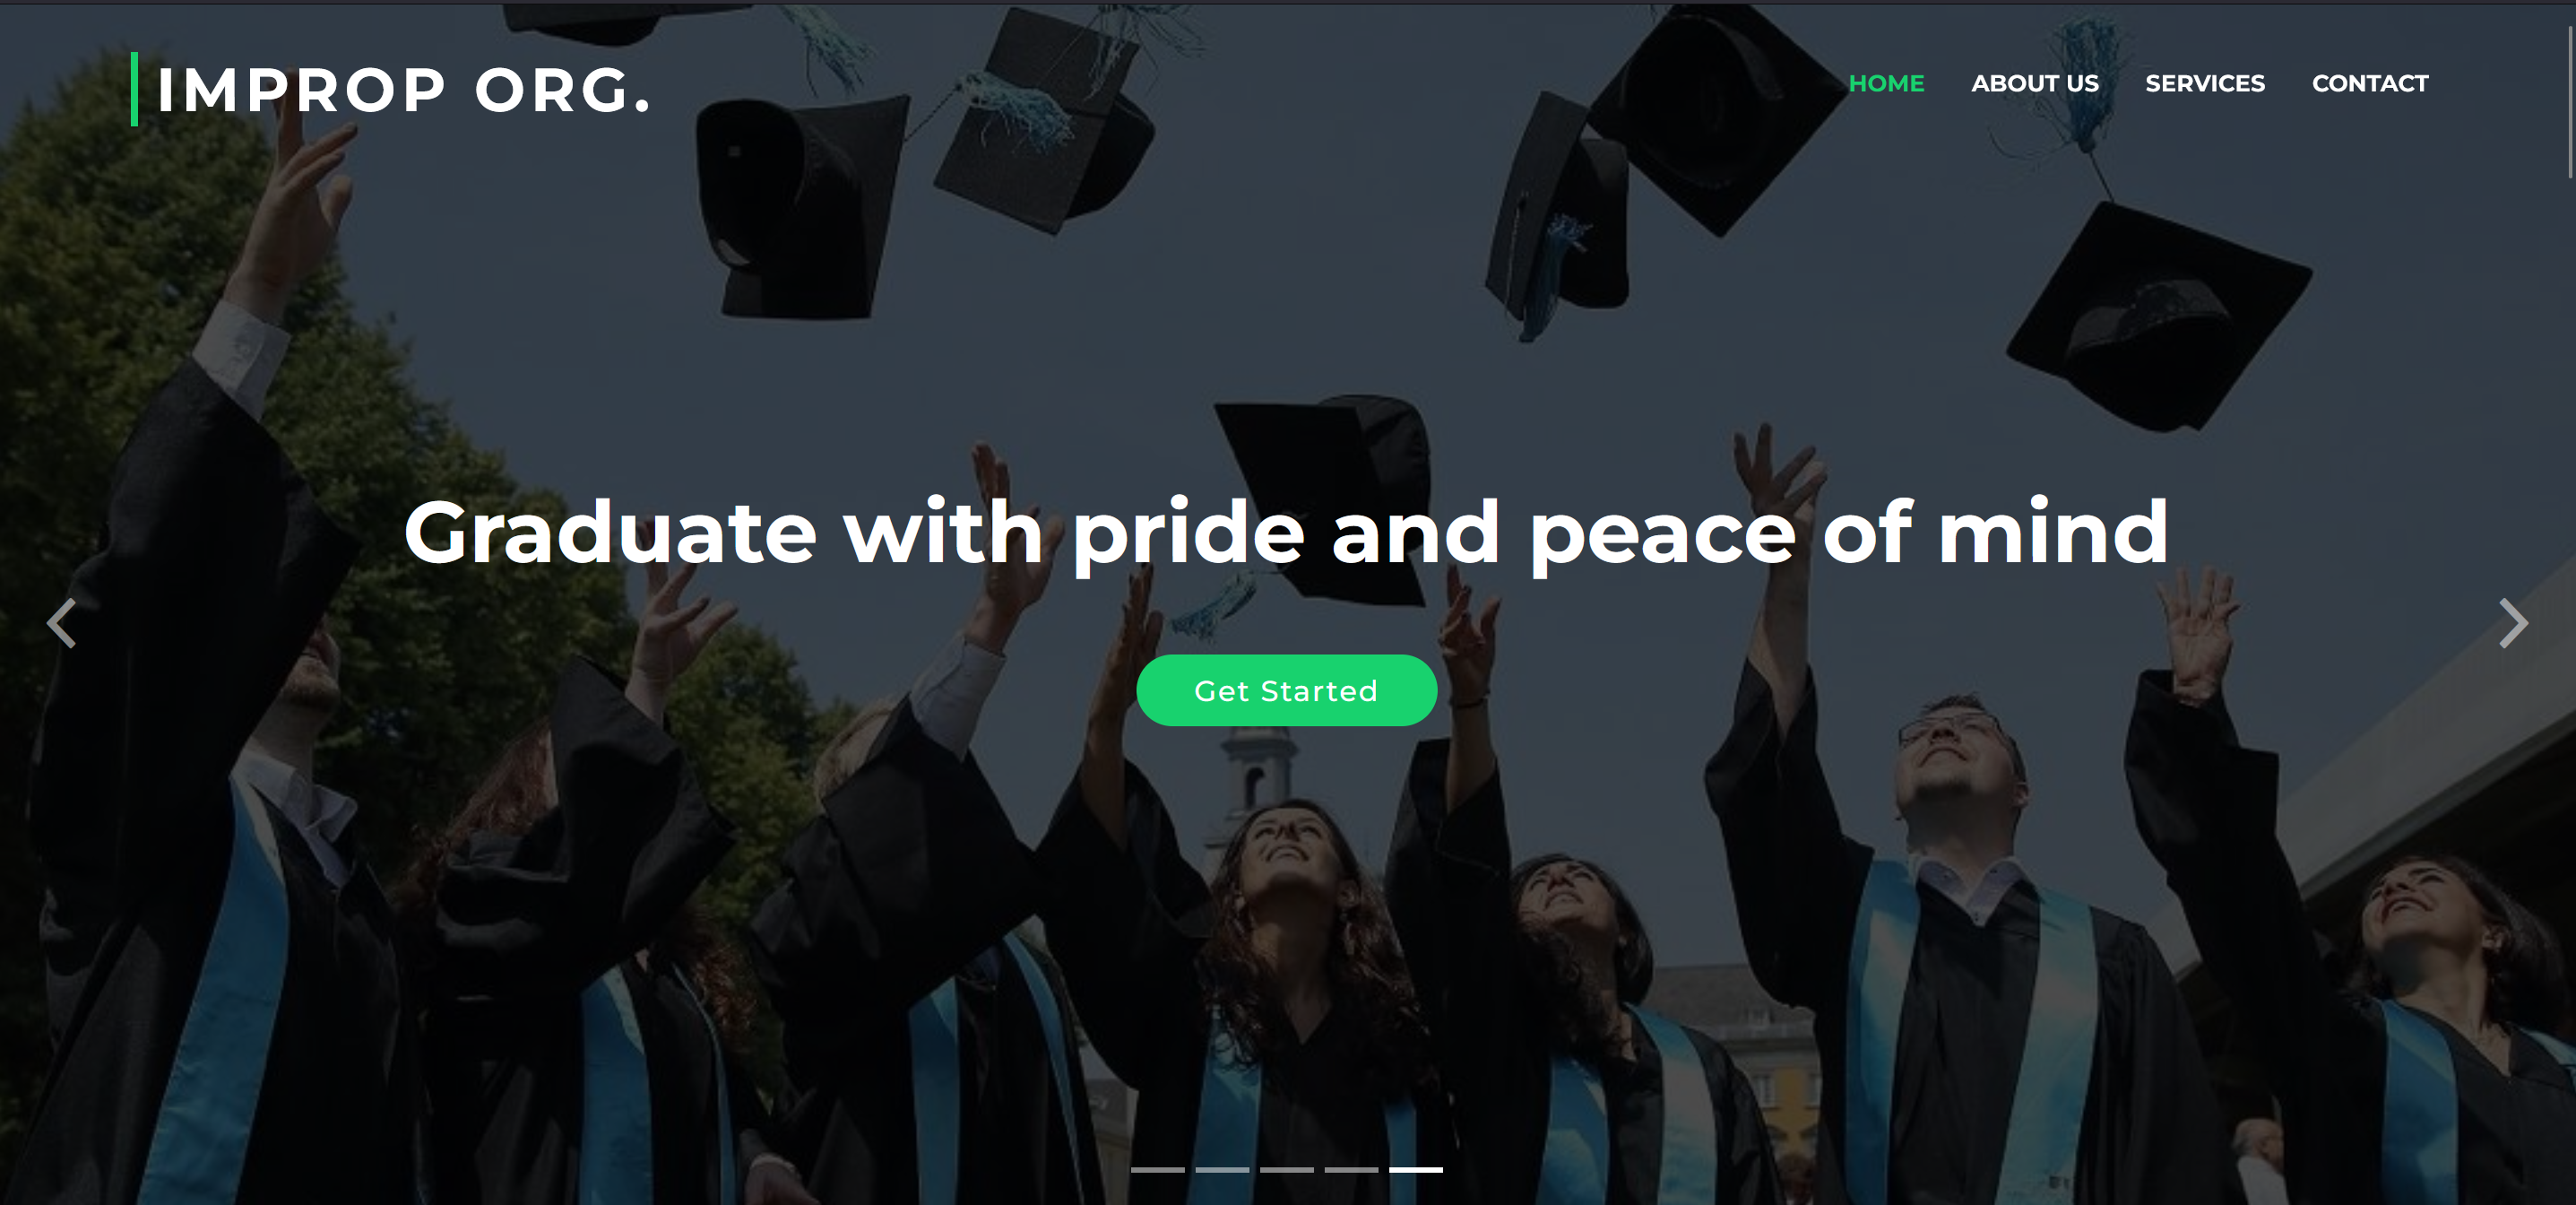 IMPROP ORG.
HOME ABOUT US SERVICES CONTACT
Graduate with pride and peace of mind
Get Started